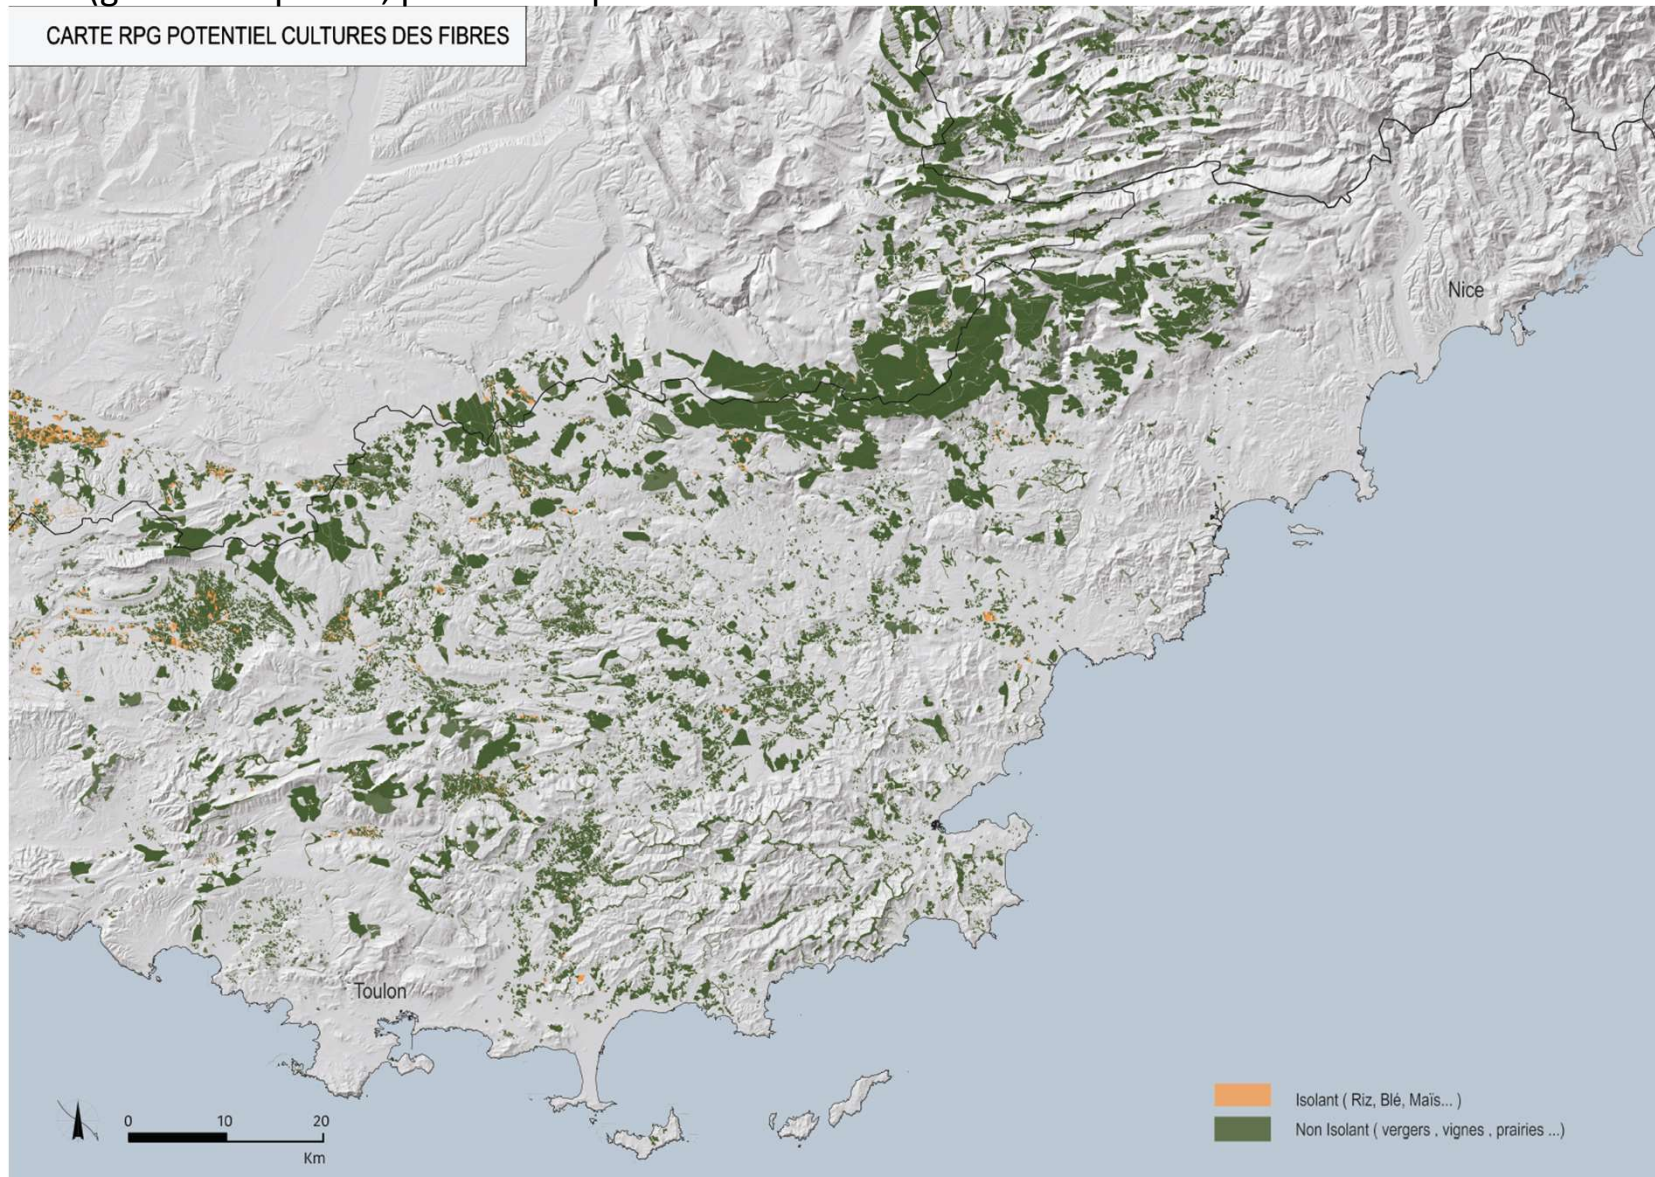 CARTE RPG POTENTIEL CULTURES DES FIBRES
Nice
Toulon
0 10 20
Km
Isolant ( Riz, Blé, Maïs... )
Non Isolant ( vergers , vignes , prairies ...)